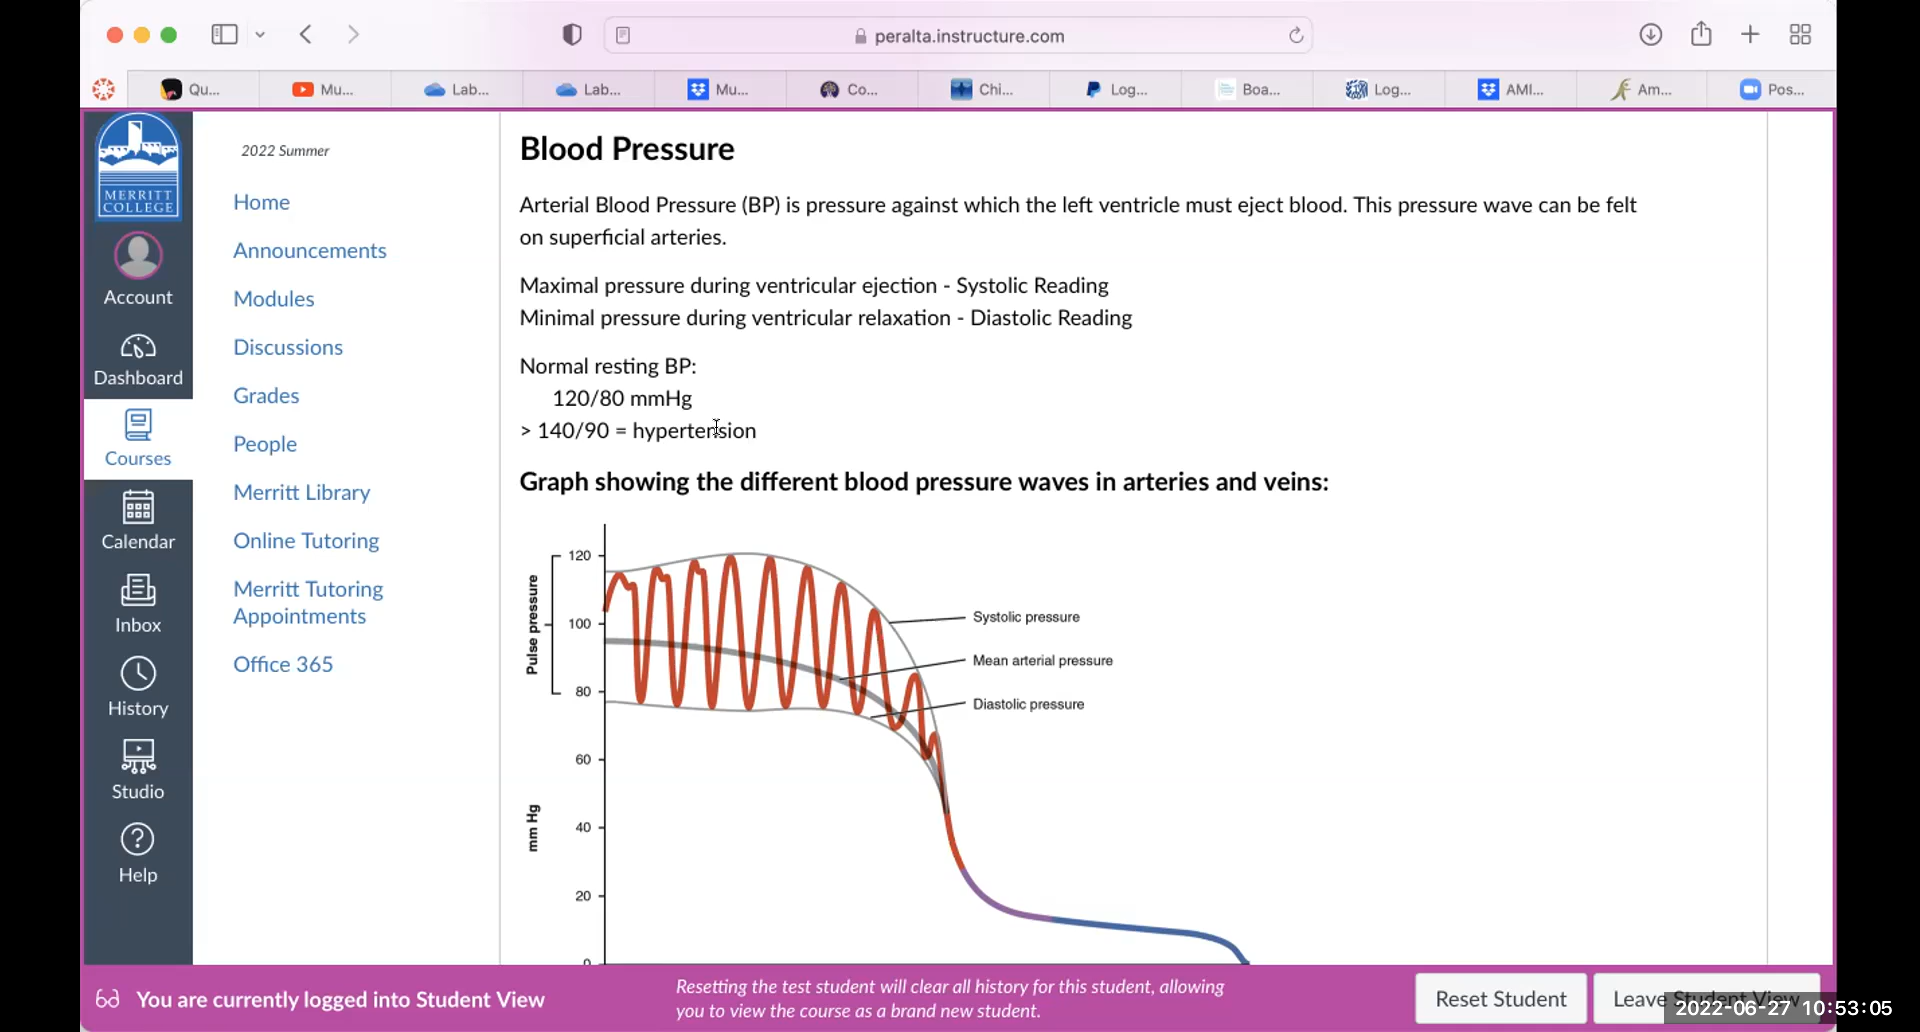 peralta.instructure.com
Qu...
Mu...
Lab...
Lab...
Mu...
Co...
Chi...
Log...
Boa...
Log...
AMI...
Am...
Pos...
MERRITT
COLLEGE
Account
Dashboard
Courses
Calendar
Inbox
History
Studio
Help
2022 Summer
Home
Announcements
Modules
Discussions
Grades
People
Merritt Library
Online Tutoring
Merritt Tutoring
Appointments
Office 365
Blood Pressure
Arterial Blood Pressure (BP) is pressure against which the left ventricle must eject blood. This pressure wave can be felt
on superficial arteries.
Maximal pressure during ventricular ejection - Systolic Reading
Minimal pressure during ventricular relaxation - Diastolic Reading
Normal resting BP:
120/80 mmHg
> 140/90 = hypertension
Graph showing the different blood pressure waves in arteries and veins:
Pulse pressure
mm Hg
120
100
80
60
40
20
0
Systolic pressure
Mean arterial pressure
Diastolic pressure
You are currently logged into Student View
Resetting the test student will clear all history for this student, allowing
you to view the course as a brand new student.
Reset Student
Leave Student View
2022-06-27 10:53:05